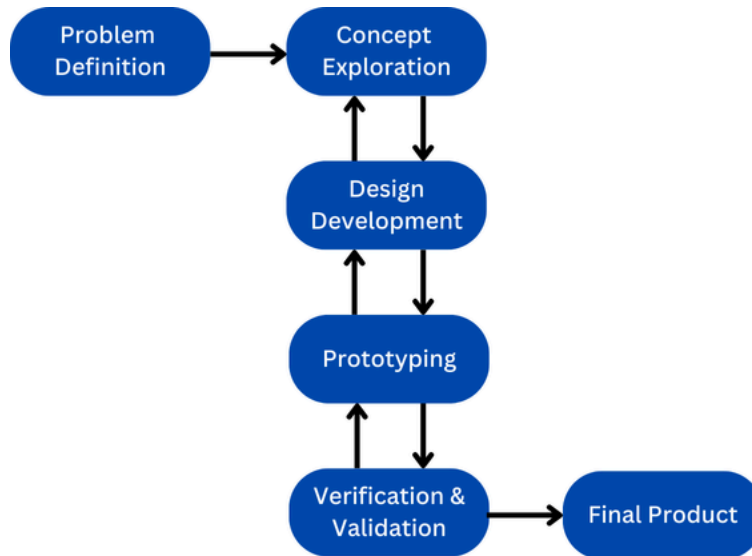 Problem
Definition
Concept
Exploration
Design
Development
Prototyping
Verification &
Validation
Final Product